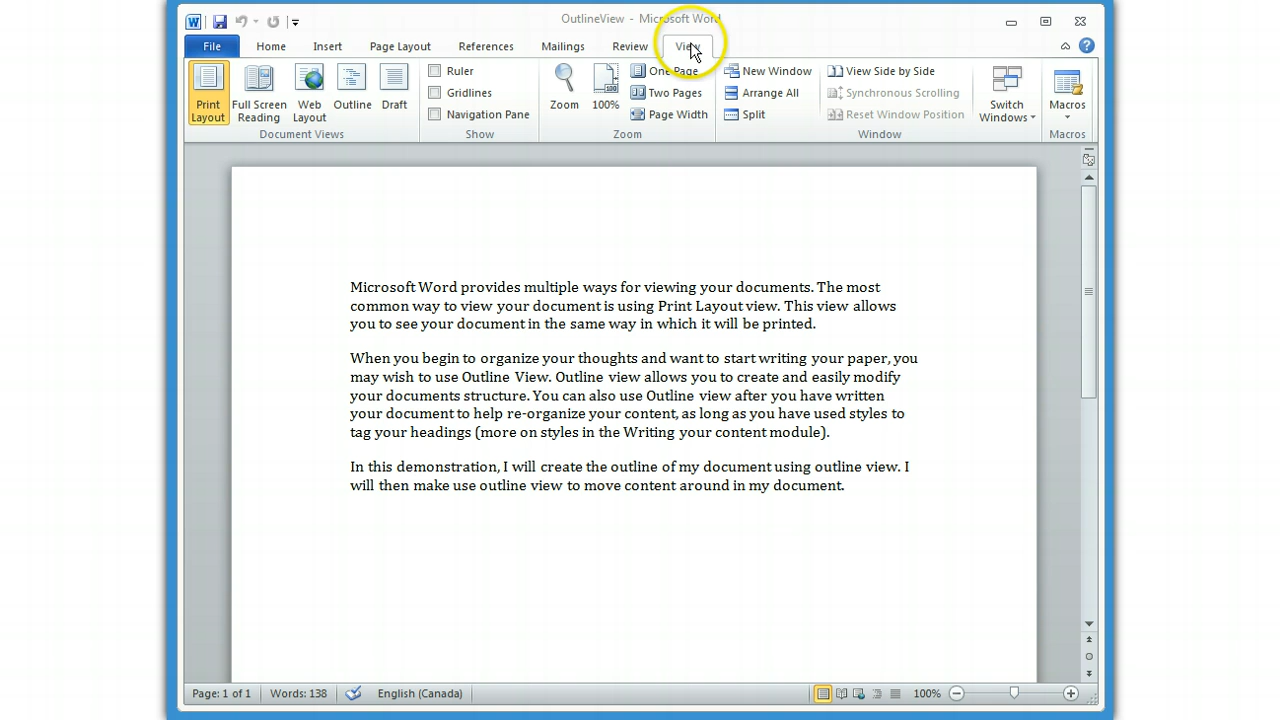 OutlineView - Microsoft Word
File Home Insert Page Layout References Mailings Review View
Ruler One Page New Window View Side by Side
Gridlines Two Pages Arrange All Synchronous Scrolling
Print Layout Full Screen Reading Web Layout Outline Draft Navigation Pane Zoom 100% Page Width Split Reset Window Position Switch Windows Macros
Document Views Show Zoom Window Macros
Microsoft Word provides multiple ways for viewing your documents. The most
common way to view your document is using Print Layout view. This view allows
you to see your document in the same way in which it will be printed.
When you begin to organize your thoughts and want to start writing your paper, you
may wish to use Outline View. Outline view allows you to create and easily modify
your documents structure. You can also use Outline view after you have written
your document to help re-organize your content, as long as you have used styles to
tag your headings (more on styles in the Writing your content module).
In this demonstration, I will create the outline of my document using outline view. I
will then make use outline view to move content around in my document.
Page: 1 of 1 Words: 138 English (Canada) 100%